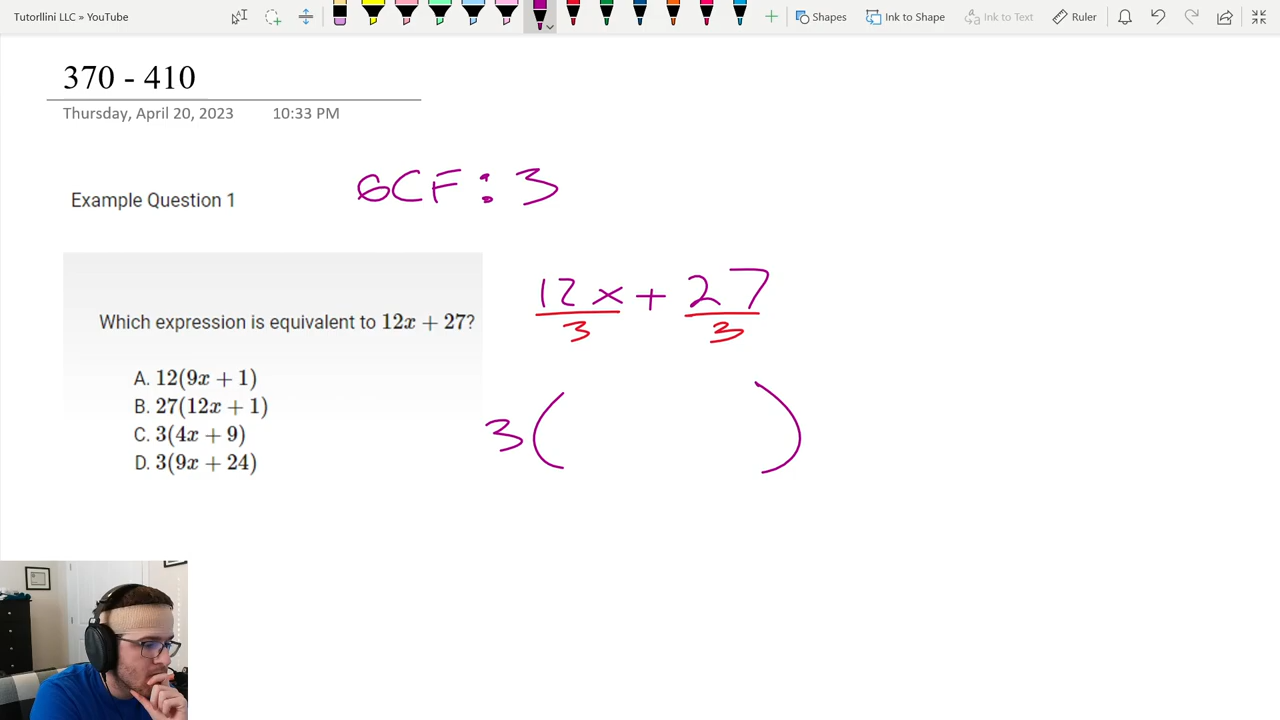 Tutorllini LLC » YouTube
Shapes
Ink to Shape
Ink to Text
Ruler
370 - 410
Thursday, April 20, 2023 10:33 PM
GCF : 3
Example Question 1
12x + 27
3 3
Which expression is equivalent to 12x + 27?
A. 12(9x + 1)
B. 27(12x + 1)
C. 3(4x + 9)
D. 3(9x + 24)
3( )